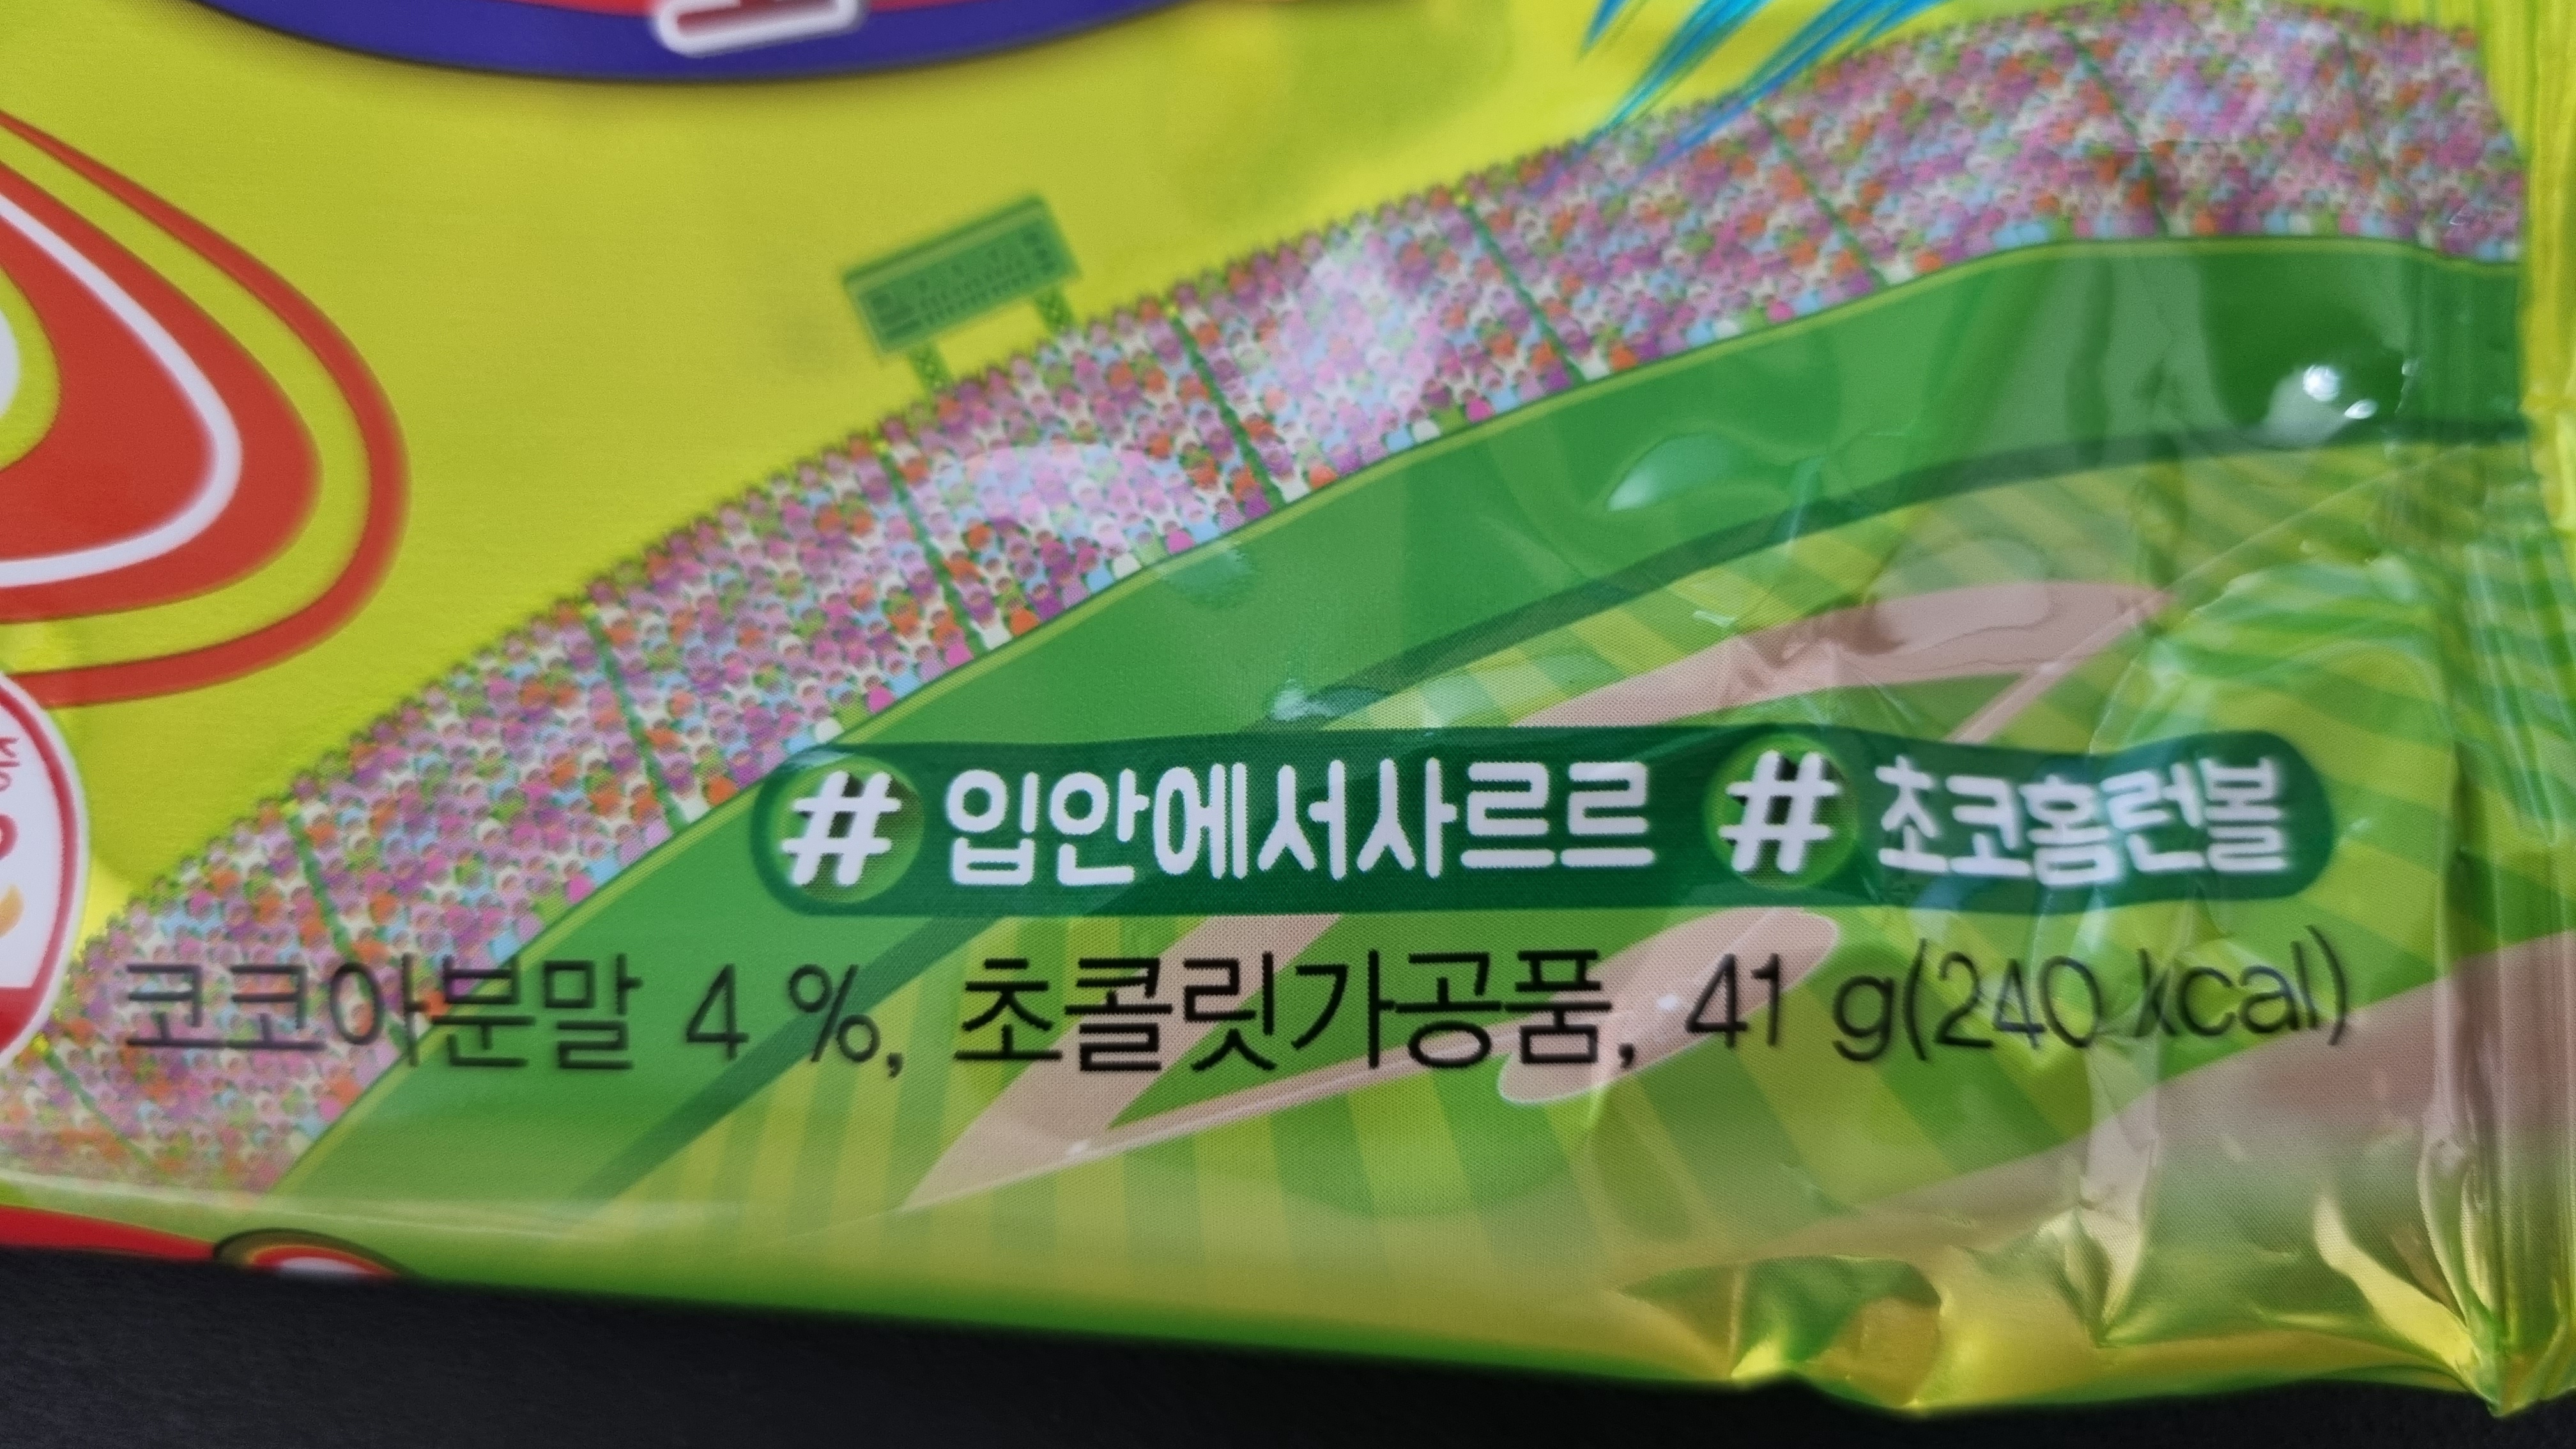 # 입안에서사르르 # 초코홈런볼
코코아분말 4 %, 초콜릿가공품, 41 g(240 kcal)